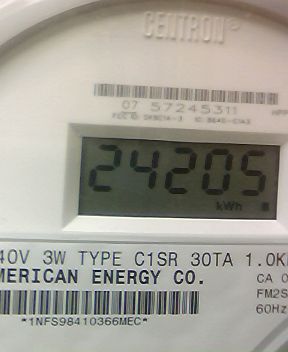 CENTRON®
07 57245311
24205
kWh
40V 3W TYPE C1SR 30TA 1.0K
MERICAN ENERGY CO.
CA 0
FM2S
60Hz
*1NFS98410366MEC*